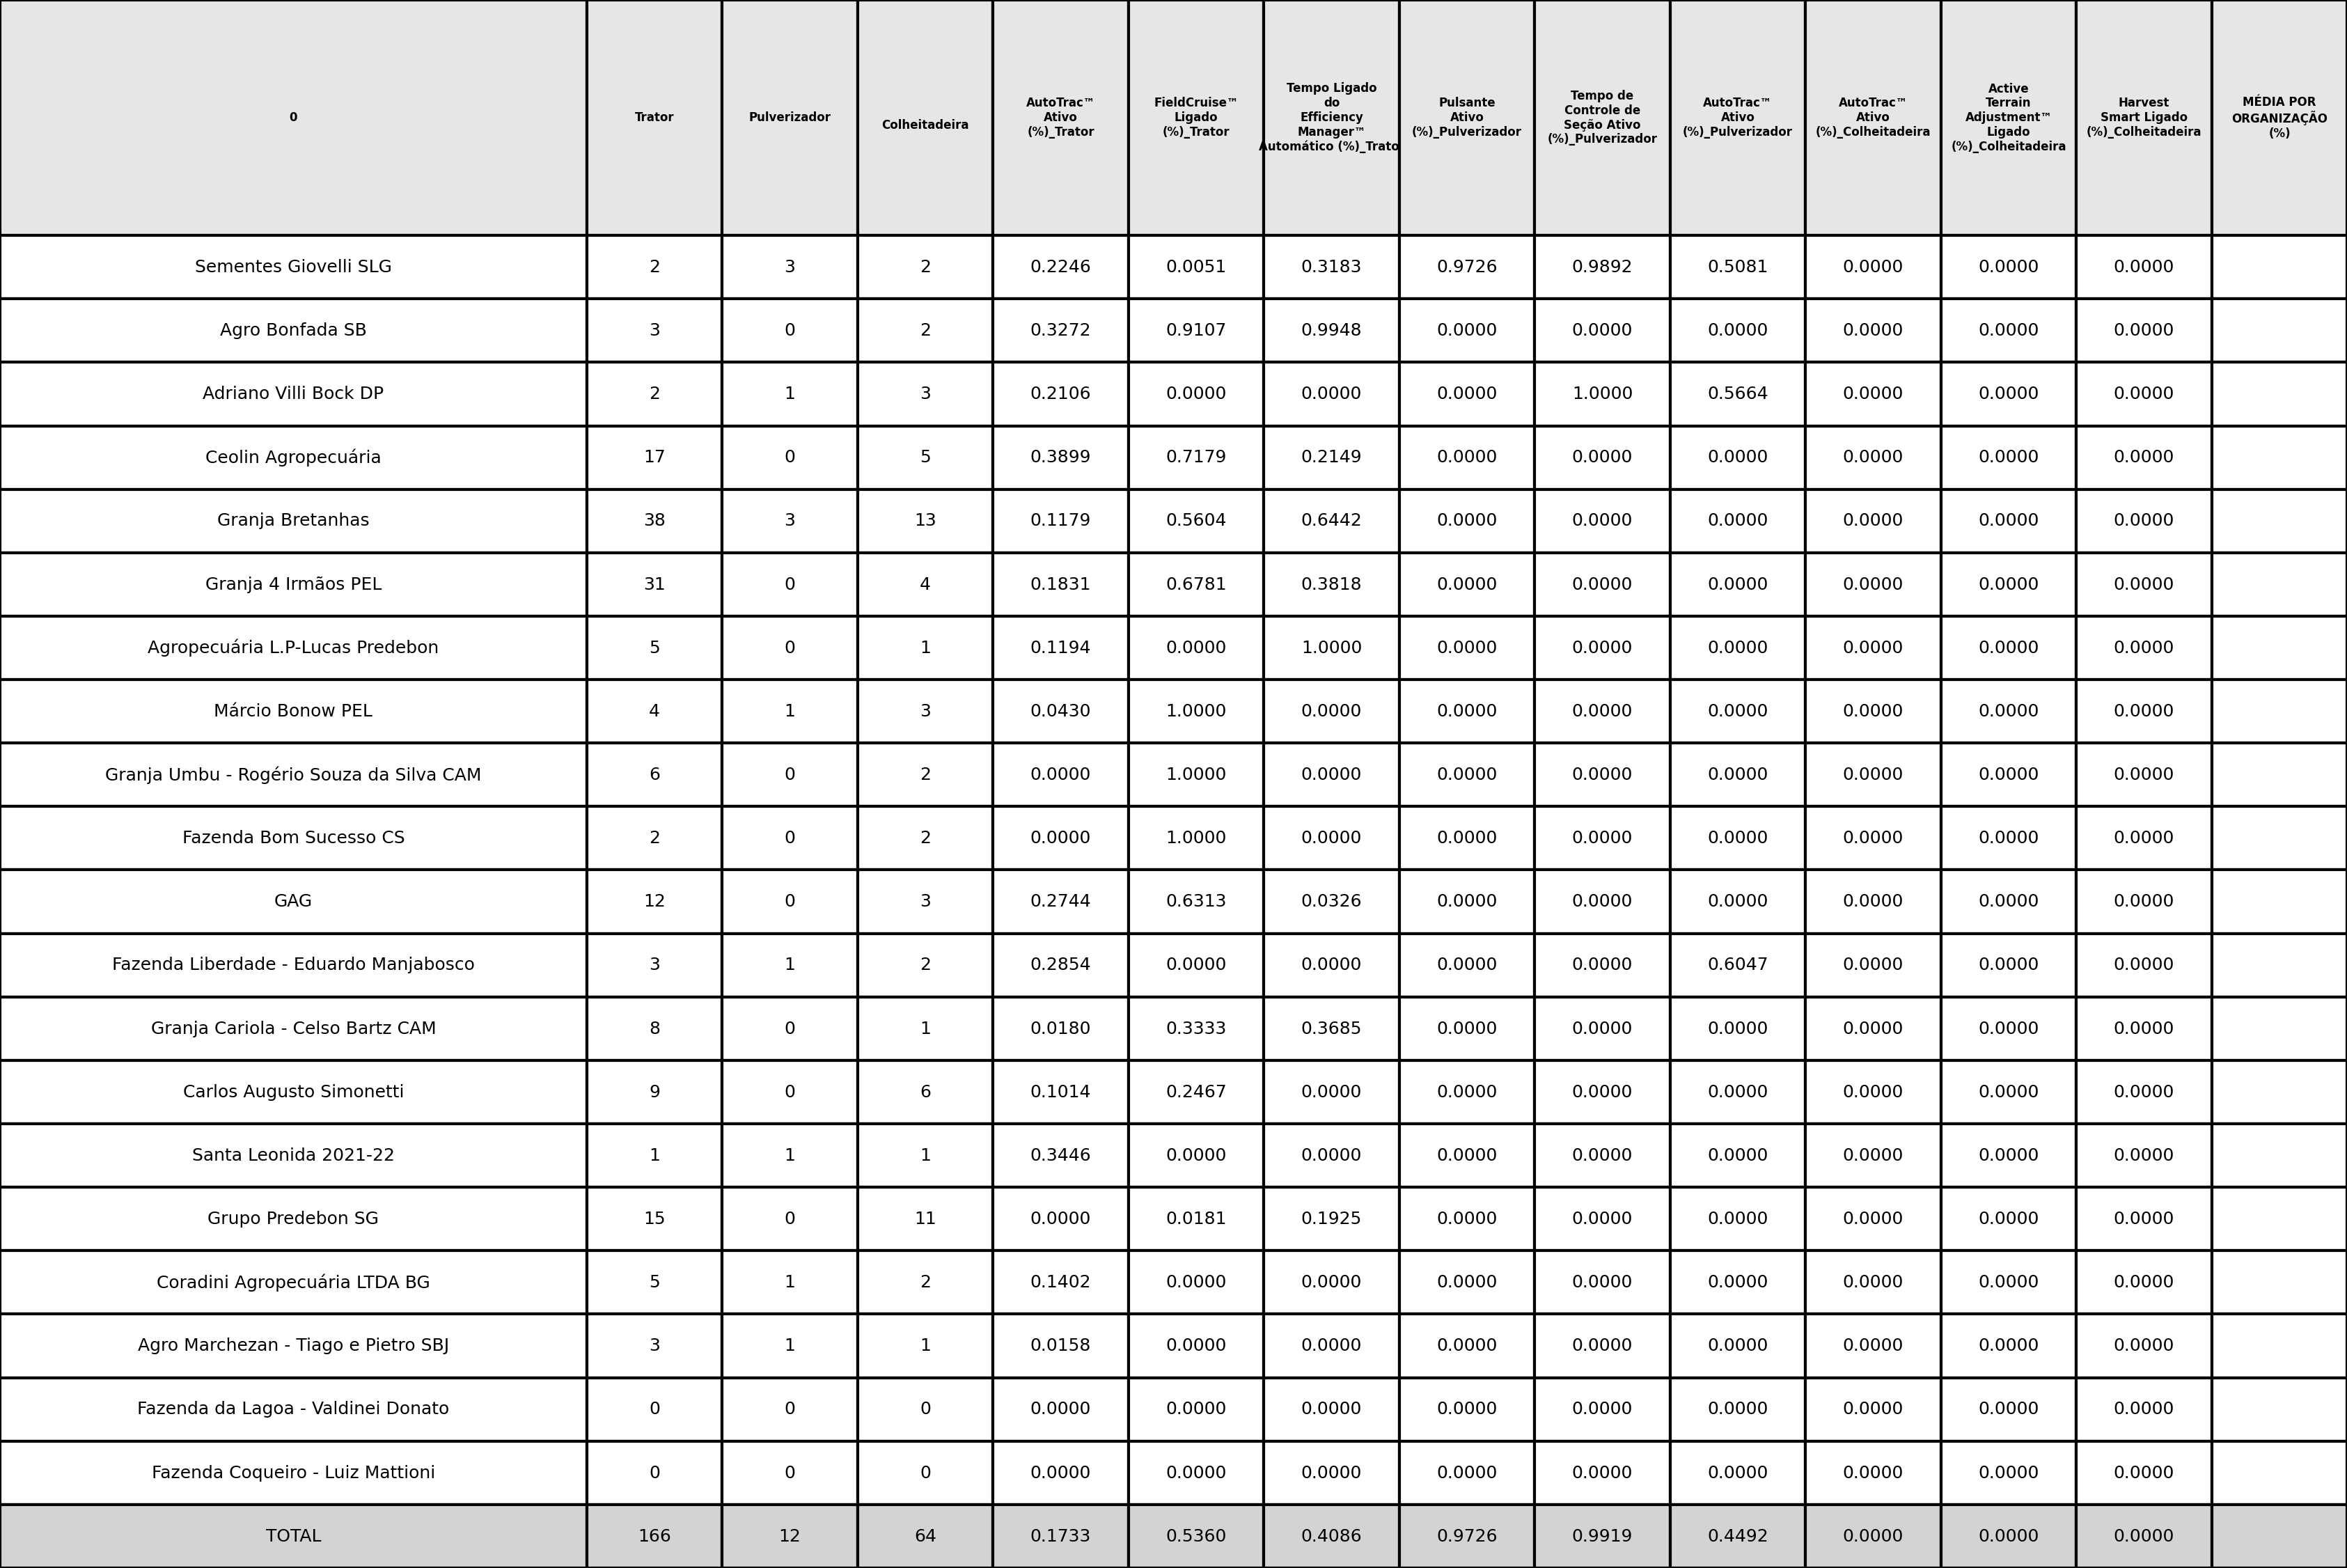 0 Trator Pulverizador Colheitadeira AutoTrac™ Ativo (%)_Trator FieldCruise™ Ligado (%)_Trator Tempo Ligado do Efficiency Manager™ Automático (%)_Trato Pulsante Ativo (%)_Pulverizador Tempo de Controle de Seção Ativo (%)_Pulverizador AutoTrac™ Ativo (%)_Pulverizador AutoTrac™ Ativo (%)_Colheitadeira Active Terrain Adjustment™ Ligado (%)_Colheitadeira Harvest Smart Ligado (%)_Colheitadeira MÉDIA POR ORGANIZAÇÃO (%)
Sementes Giovelli SLG 2 3 2 0.2246 0.0051 0.3183 0.9726 0.9892 0.5081 0.0000 0.0000 0.0000
Agro Bonfada SB 3 0 2 0.3272 0.9107 0.9948 0.0000 0.0000 0.0000 0.0000 0.0000 0.0000
Adriano Villi Bock DP 2 1 3 0.2106 0.0000 0.0000 0.0000 1.0000 0.5664 0.0000 0.0000 0.0000
Ceolin Agropecuária 17 0 5 0.3899 0.7179 0.2149 0.0000 0.0000 0.0000 0.0000 0.0000 0.0000
Granja Bretanhas 38 3 13 0.1179 0.5604 0.6442 0.0000 0.0000 0.0000 0.0000 0.0000 0.0000
Granja 4 Irmãos PEL 31 0 4 0.1831 0.6781 0.3818 0.0000 0.0000 0.0000 0.0000 0.0000 0.0000
Agropecuária L.P-Lucas Predebon 5 0 1 0.1194 0.0000 1.0000 0.0000 0.0000 0.0000 0.0000 0.0000 0.0000
Márcio Bonow PEL 4 1 3 0.0430 1.0000 0.0000 0.0000 0.0000 0.0000 0.0000 0.0000 0.0000
Granja Umbu - Rogério Souza da Silva CAM 6 0 2 0.0000 1.0000 0.0000 0.0000 0.0000 0.0000 0.0000 0.0000 0.0000
Fazenda Bom Sucesso CS 2 0 2 0.0000 1.0000 0.0000 0.0000 0.0000 0.0000 0.0000 0.0000 0.0000
GAG 12 0 3 0.2744 0.6313 0.0326 0.0000 0.0000 0.0000 0.0000 0.0000 0.0000
Fazenda Liberdade - Eduardo Manjabosco 3 1 2 0.2854 0.0000 0.0000 0.0000 0.0000 0.6047 0.0000 0.0000 0.0000
Granja Cariola - Celso Bartz CAM 8 0 1 0.0180 0.3333 0.3685 0.0000 0.0000 0.0000 0.0000 0.0000 0.0000
Carlos Augusto Simonetti 9 0 6 0.1014 0.2467 0.0000 0.0000 0.0000 0.0000 0.0000 0.0000 0.0000
Santa Leonida 2021-22 1 1 1 0.3446 0.0000 0.0000 0.0000 0.0000 0.0000 0.0000 0.0000 0.0000
Grupo Predebon SG 15 0 11 0.0000 0.0181 0.1925 0.0000 0.0000 0.0000 0.0000 0.0000 0.0000
Coradini Agropecuária LTDA BG 5 1 2 0.1402 0.0000 0.0000 0.0000 0.0000 0.0000 0.0000 0.0000 0.0000
Agro Marchezan - Tiago e Pietro SBJ 3 1 1 0.0158 0.0000 0.0000 0.0000 0.0000 0.0000 0.0000 0.0000 0.0000
Fazenda da Lagoa - Valdinei Donato 0 0 0 0.0000 0.0000 0.0000 0.0000 0.0000 0.0000 0.0000 0.0000 0.0000
Fazenda Coqueiro - Luiz Mattioni 0 0 0 0.0000 0.0000 0.0000 0.0000 0.0000 0.0000 0.0000 0.0000 0.0000
TOTAL 166 12 64 0.1733 0.5360 0.4086 0.9726 0.9919 0.4492 0.0000 0.0000 0.0000